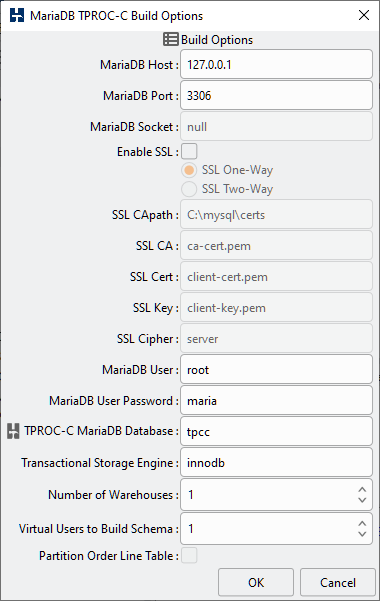 MariaDB TPROC-C Build Options
Build Options
MariaDB Host : 127.0.0.1
MariaDB Port : 3306
MariaDB Socket : null
Enable SSL :
SSL One-Way
SSL Two-Way
SSL CApath : C:\mysql\certs
SSL CA : ca-cert.pem
SSL Cert : client-cert.pem
SSL Key : client-key.pem
SSL Cipher : server
MariaDB User : root
MariaDB User Password : maria
TPROC-C MariaDB Database : tpcc
Transactional Storage Engine : innodb
Number of Warehouses : 1
Virtual Users to Build Schema : 1
Partition Order Line Table :
OK Cancel